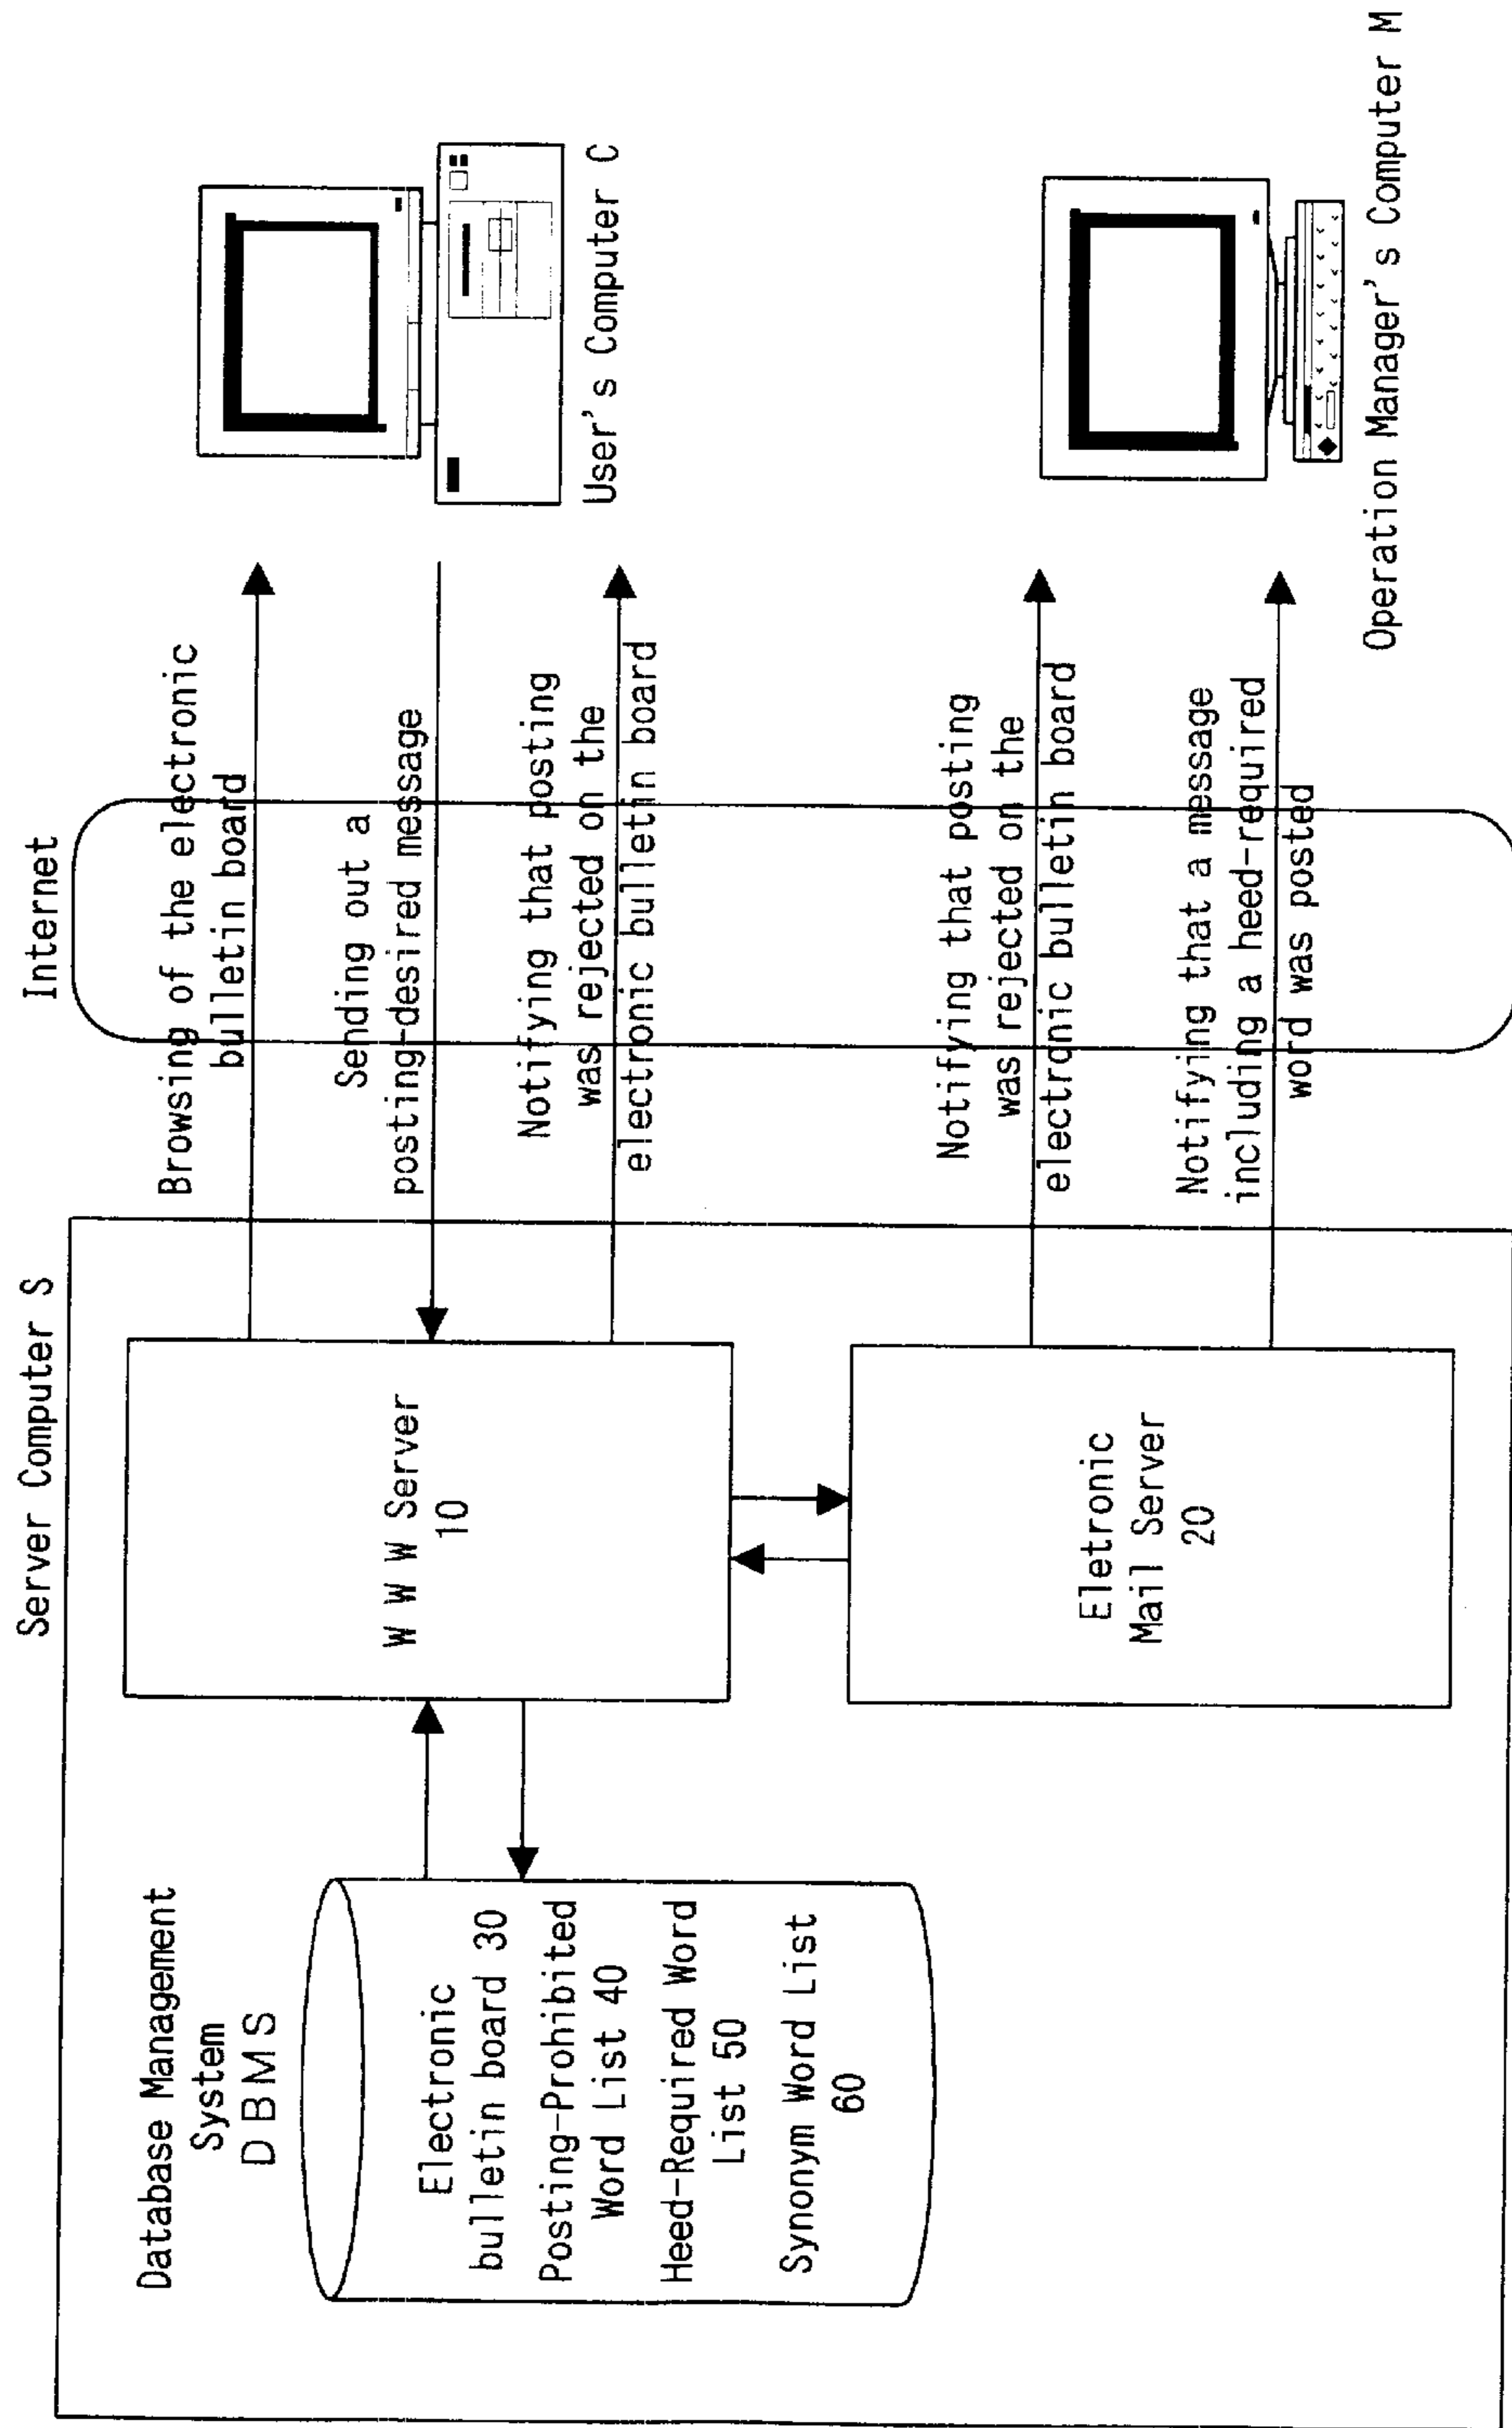 Server Computer S
Internet
Database Management
System
DBMS
Electronic
bulletin board 30
Posting-Prohibited
Word List 40
Heed-Required Word
List 50
Synonym Word List
60
W W W Server
10
Eletronic
Mail Server
20
Browsing of the electronic
bulletin board
Sending out a
posting-desired message
Notifying that posting
was rejected on the
electronic bulletin board
Notifying that posting
was rejected on the
electronic bulletin board
Notifying that a message
including a heed-required
word was posted
User's Computer C
Operation Manager's Computer M